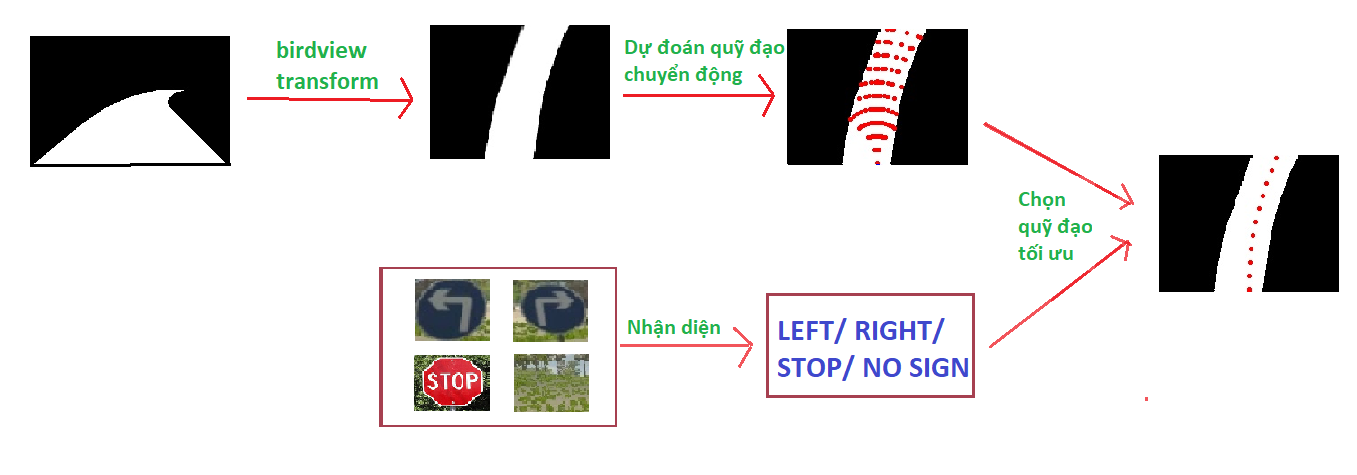 birdview
transform
Dự đoán quỹ đạo
chuyển động
Chọn
quỹ đạo
tối ưu
STOP
Nhận diện
LEFT/ RIGHT/
STOP/ NO SIGN